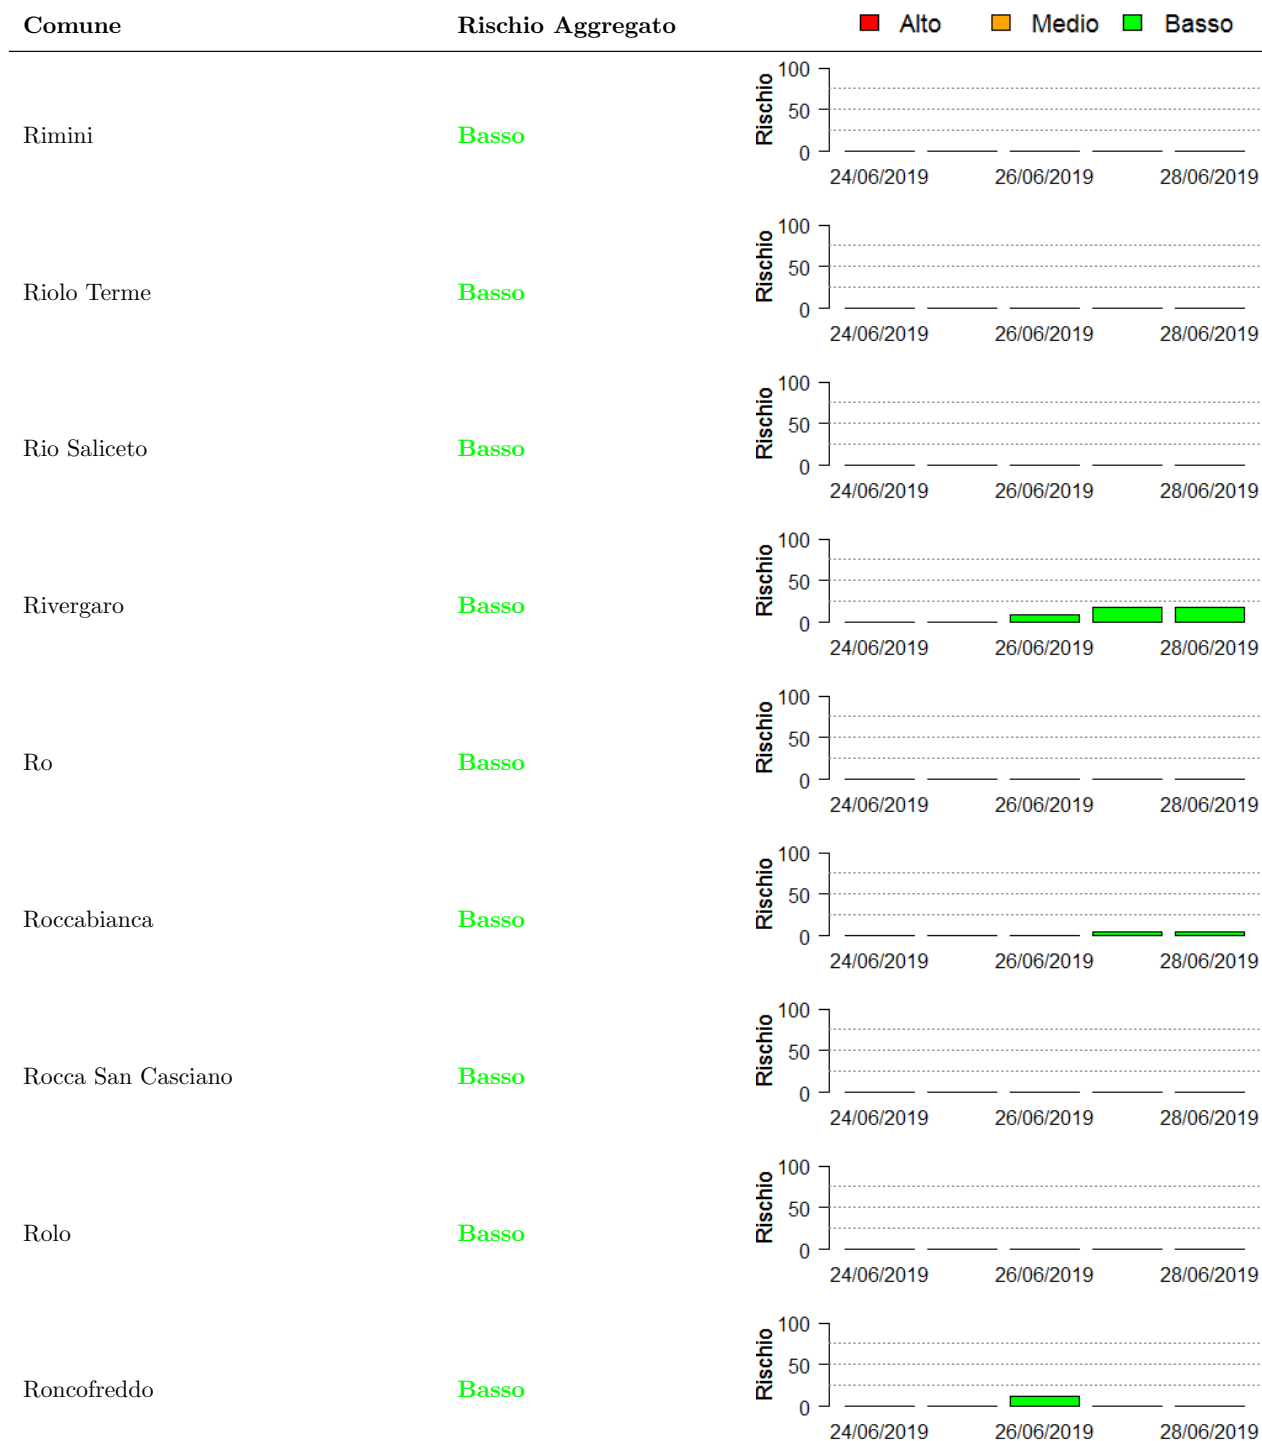 Comune Rischio Aggregato Alto Medio Basso
100
50
0
Rischio
Rimini Basso
24/06/2019 26/06/2019 28/06/2019
100
50
0
Rischio
Riolo Terme Basso
24/06/2019 26/06/2019 28/06/2019
100
50
0
Rischio
Rio Saliceto Basso
24/06/2019 26/06/2019 28/06/2019
100
50
0
Rischio
Rivergaro Basso
24/06/2019 26/06/2019 28/06/2019
100
50
0
Rischio
Ro Basso
24/06/2019 26/06/2019 28/06/2019
100
50
0
Rischio
Roccabianca Basso
24/06/2019 26/06/2019 28/06/2019
100
50
0
Rischio
Rocca San Casciano Basso
24/06/2019 26/06/2019 28/06/2019
100
50
0
Rischio
Rolo Basso
24/06/2019 26/06/2019 28/06/2019
100
50
0
Rischio
Roncofreddo Basso
24/06/2019 26/06/2019 28/06/2019